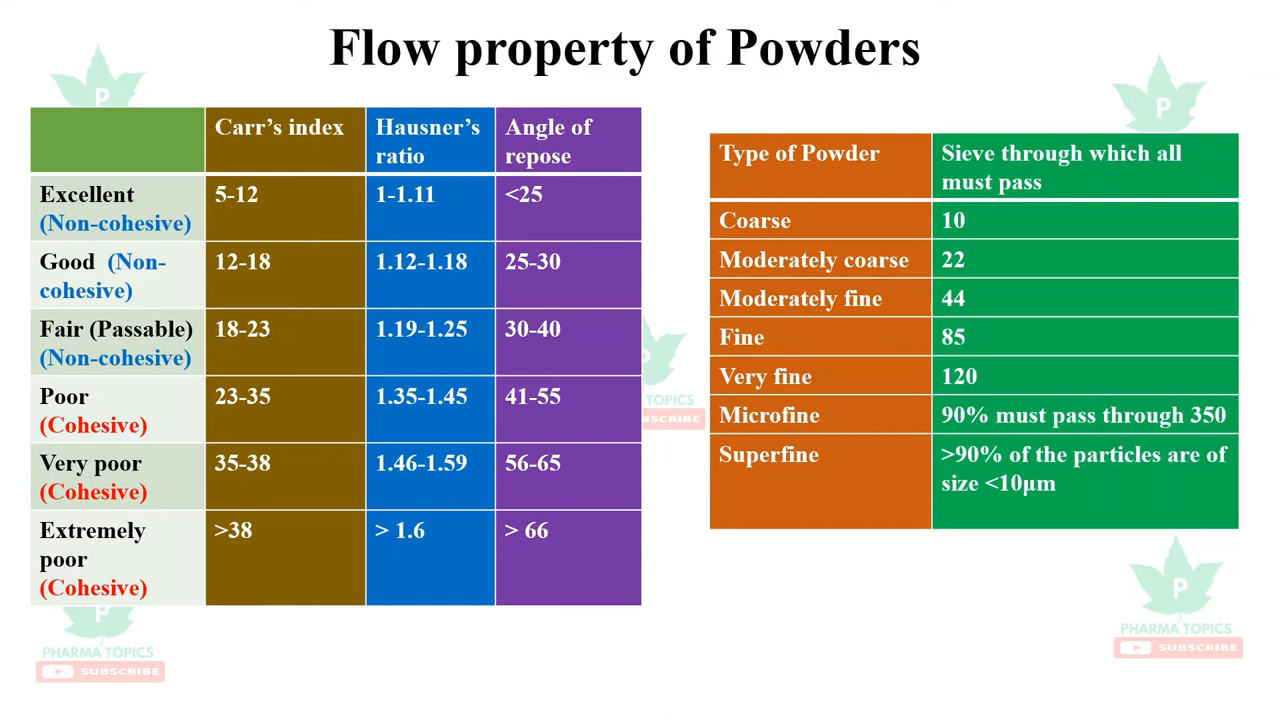 Flow property of Powders
P
P
Carr's index
Hausner's
ratio
Angle of
repose
Excellent
(Non-cohesive)
5-12
1-1.11
<25
Good (Non-
cohesive)
12-18
1.12-1.18
25-30
Fair (Passable)
(Non-cohesive)
18-23
1.19-1.25
30-40
Poor
(Cohesive)
23-35
1.35-1.45
41-55
Very poor
(Cohesive)
35-38
1.46-1.59
56-65
Extremely
poor
(Cohesive)
>38
> 1.6
> 66
Type of Powder
Sieve through which all
must pass
Coarse
10
Moderately coarse
22
Moderately fine
44
Fine
85
Very fine
120
Microfine
90% must pass through 350
Superfine
>90% of the particles are of
size <10μm
P
TOPICS
SCRIBE
P
PHARMA TOPICS
SUBSCRIBE
P
PHARMA TOPICS
SUBSCRIBE